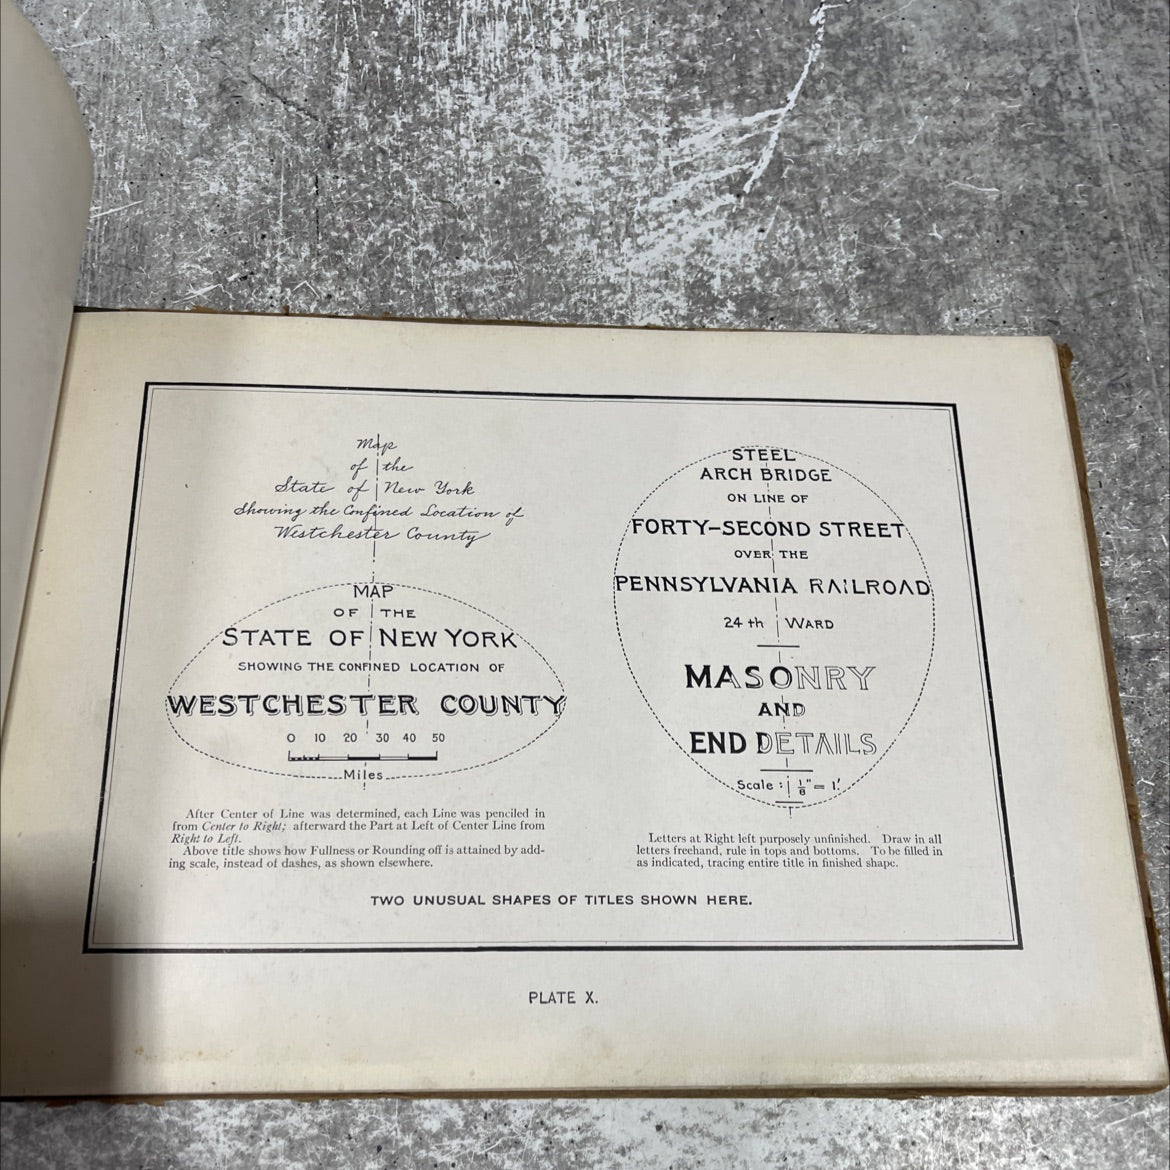 Map
of the
State of New York
Showing the Confined Location of
Westchester County
MAP
OF THE
STATE OF NEW YORK
SHOWING THE CONFINED LOCATION OF
WESTCHESTER COUNTY
0 10 20 30 40 50
Miles
After Center of Line was determined, each Line was penciled in
from Center to Right; afterward the Part at Left of Center Line from
Right to Left.
Above title shows how Fullness or Rounding off is attained by add-
ing scale, instead of dashes, as shown elsewhere.
STEEL
ARCH BRIDGE
ON LINE OF
FORTY-SECOND STREET
OVER THE
PENNSYLVANIA RAILROAD
24th WARD
MASONRY
AND
END DETAILS
Scale: 1/8" = 1'
Letters at Right left purposely unfinished. Draw in all
letters freehand, rule in tops and bottoms. To be filled in
as indicated, tracing entire title in finished shape.
TWO UNUSUAL SHAPES OF TITLES SHOWN HERE.
PLATE X.